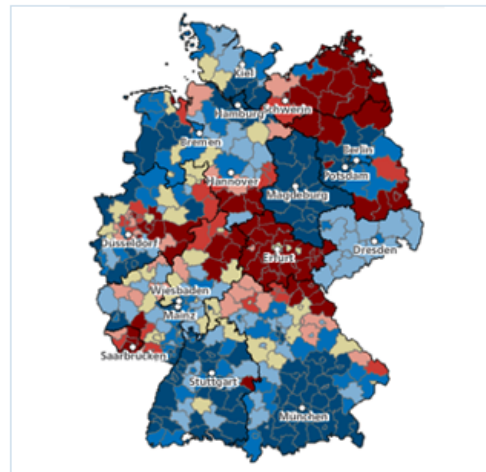 Kiel
Schwerin
Hamburg
Bremen
Berlin
Hannover
Potsdam
Magdeburg
Düsseldorf
Erfurt
Dresden
Wiesbaden
Mainz
Saarbrücken
Stuttgart
München